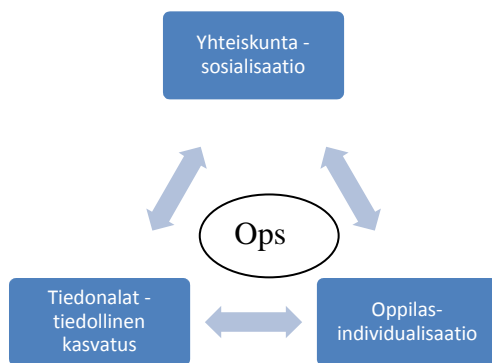 Yhteiskunta -
sosialisaatio
Ops
Tiedonalat -
tiedollinen
kasvatus
Oppilas-
individualisaatio